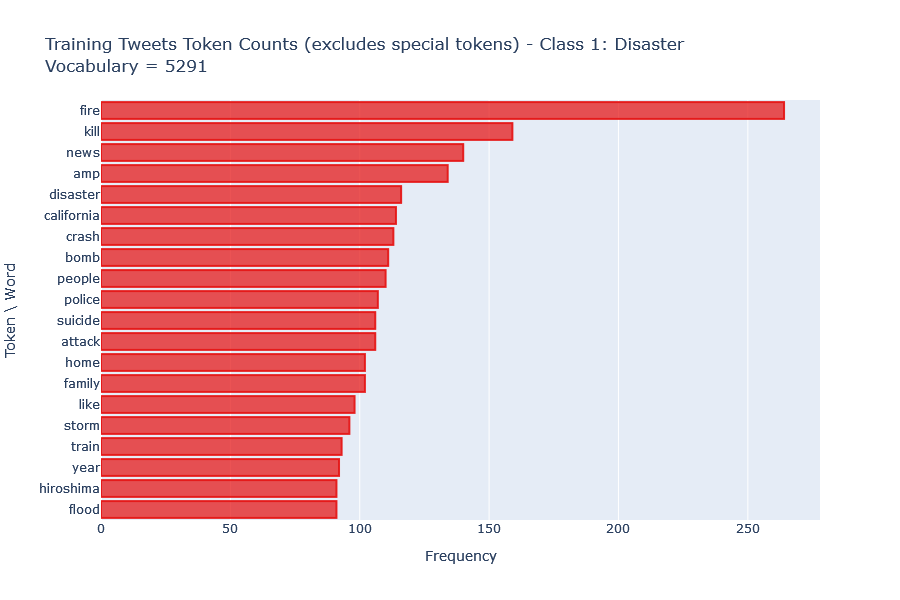 Training Tweets Token Counts (excludes special tokens) - Class 1: Disaster
Vocabulary = 5291
Token \ Word
fire
kill
news
amp
disaster
california
crash
bomb
people
police
suicide
attack
home
family
like
storm
train
year
hiroshima
flood
0 50 100 150 200 250
Frequency